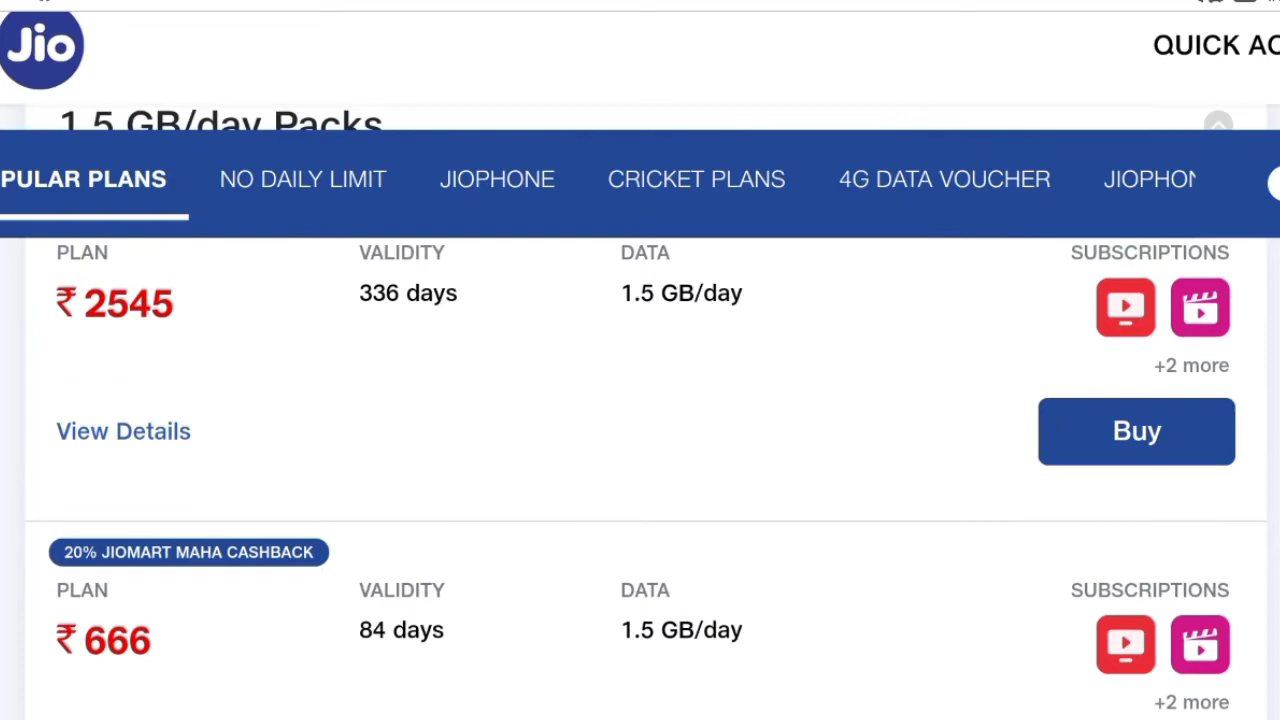 Jio
QUICK AC
1.5 GB/day Packs
PULAR PLANS NO DAILY LIMIT JIOPHONE CRICKET PLANS 4G DATA VOUCHER JIOPHON
PLAN VALIDITY DATA SUBSCRIPTIONS
₹ 2545 336 days 1.5 GB/day
+2 more
View Details Buy
20% JIOMART MAHA CASHBACK
PLAN VALIDITY DATA SUBSCRIPTIONS
₹ 666 84 days 1.5 GB/day
+2 more